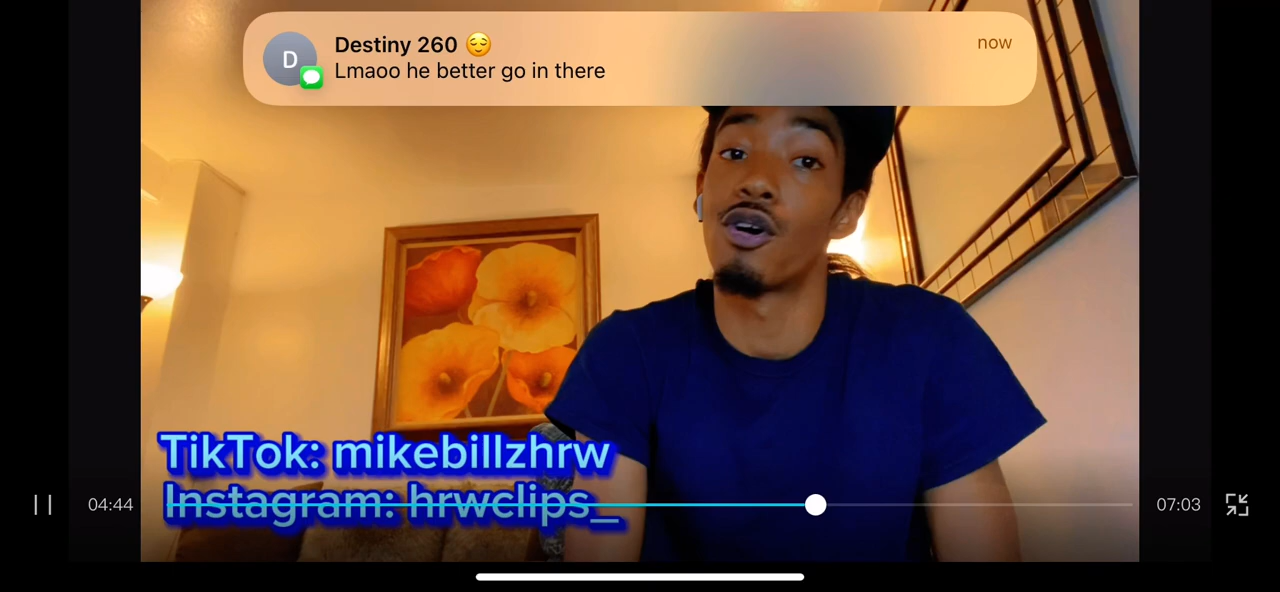 D
Destiny 260 😌
now
Lmaoo he better go in there
TikTok: mikebillzhrw
Instagram: hrwclips_
04:44
07:03